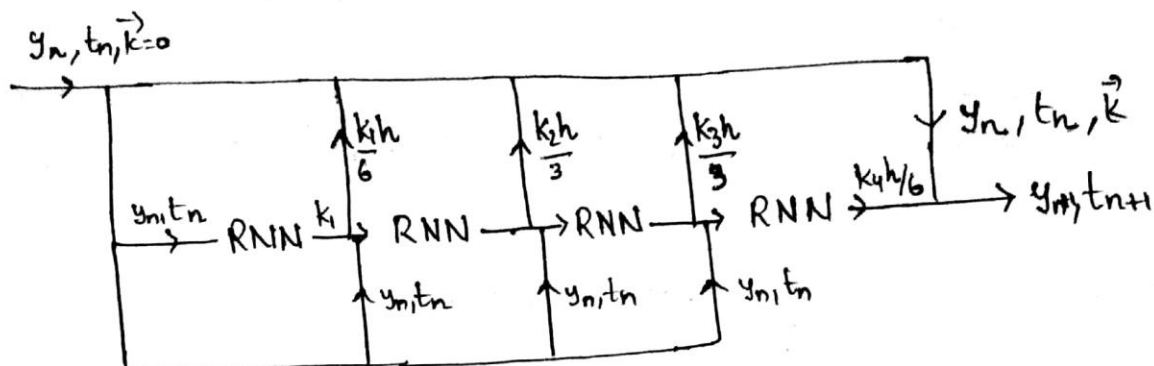 yn, tn, k⃗=0
k1h/6
k2h/3
k3h/3
yn, tn, k⃗
yn, tn
RNN
k1
RNN
RNN
RNN
k4h/6
yn+1, tn+1
yn, tn
yn, tn
yn, tn